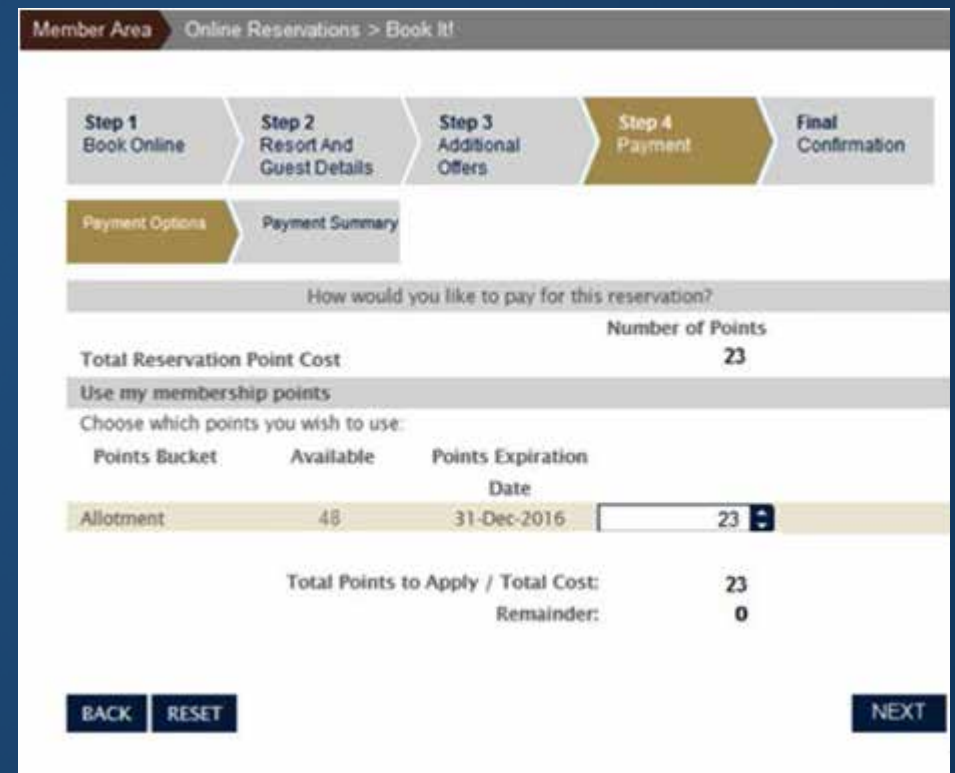 Member Area Online Reservations > Book It!
Step 1 Step 2 Step 3 Step 4 Final
Book Online Resort And Additional Payment Confirmation
Guest Details Offers
Payment Options Payment Summary
How would you like to pay for this reservation?
Number of Points
Total Reservation Point Cost 23
Use my membership points
Choose which points you wish to use:
Points Bucket Available Points Expiration
Date
Allotment 48 31-Dec-2016 23
Total Points to Apply / Total Cost: 23
Remainder: 0
BACK RESET NEXT